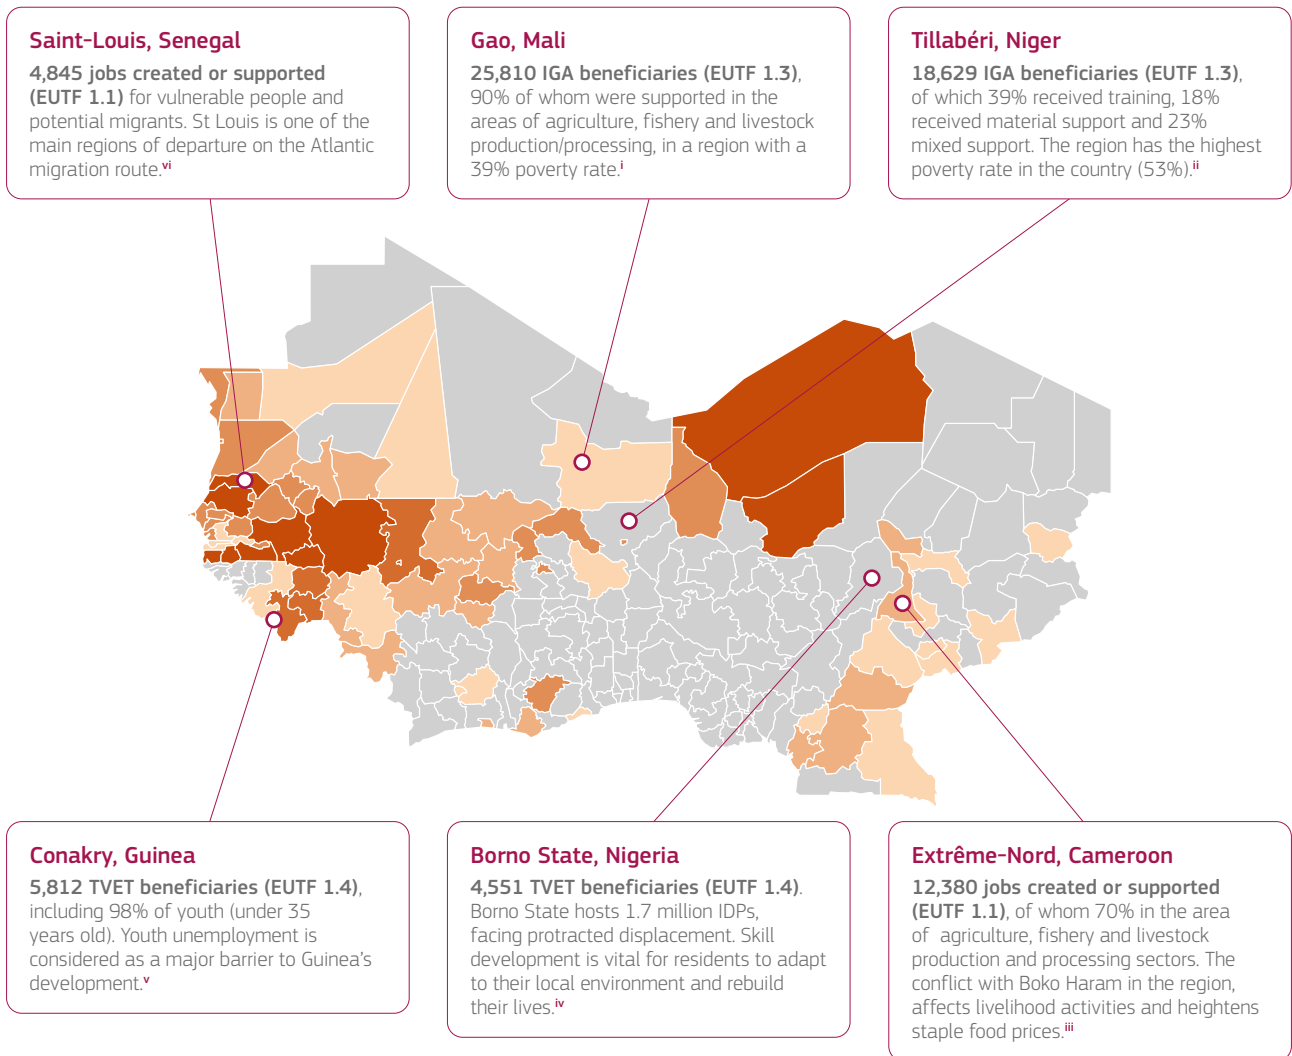 Saint-Louis, Senegal
4,845 jobs created or supported
(EUTF 1.1) for vulnerable people and
potential migrants. St Louis is one of the
main regions of departure on the Atlantic
migration route.vi
Gao, Mali
25,810 IGA beneficiaries (EUTF 1.3),
90% of whom were supported in the
areas of agriculture, fishery and livestock
production/processing, in a region with a
39% poverty rate.i
Tillabéri, Niger
18,629 IGA beneficiaries (EUTF 1.3),
of which 39% received training, 18%
received material support and 23%
mixed support. The region has the highest
poverty rate in the country (53%).ii
Conakry, Guinea
5,812 TVET beneficiaries (EUTF 1.4),
including 98% of youth (under 35
years old). Youth unemployment is
considered as a major barrier to Guinea's
development.v
Borno State, Nigeria
4,551 TVET beneficiaries (EUTF 1.4).
Borno State hosts 1.7 million IDPs,
facing protracted displacement. Skill
development is vital for residents to adapt
to their local environment and rebuild
their lives.iv
Extrême-Nord, Cameroon
12,380 jobs created or supported
(EUTF 1.1), of whom 70% in the area
of agriculture, fishery and livestock
production and processing sectors. The
conflict with Boko Haram in the region,
affects livelihood activities and heightens
staple food prices.iii